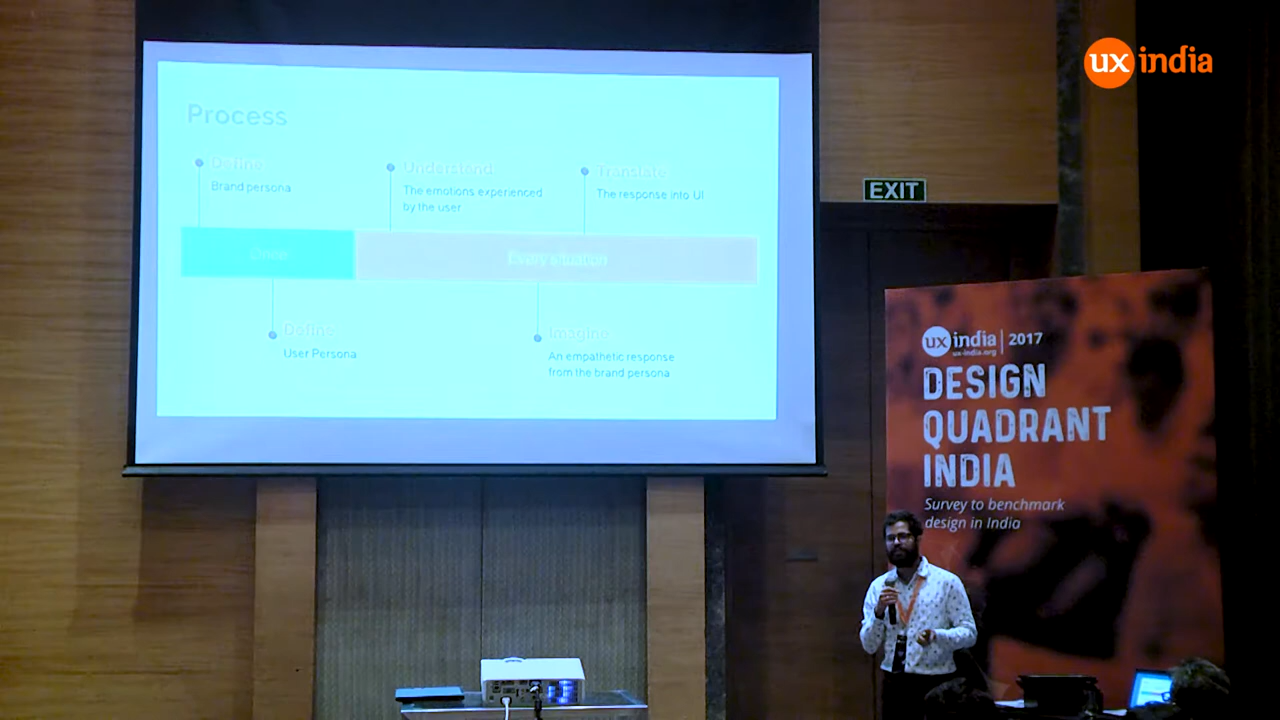 ux india
Process
Define
Brand persona
Understand
The emotions experienced
by the user
Translate
The response into UI
Every situation
Define
User Persona
Imagine
An empathetic response
from the brand persona
EXIT
ux india 2017
ux-india.org
DESIGN
QUADRANT
INDIA
Survey to benchmark
design in India